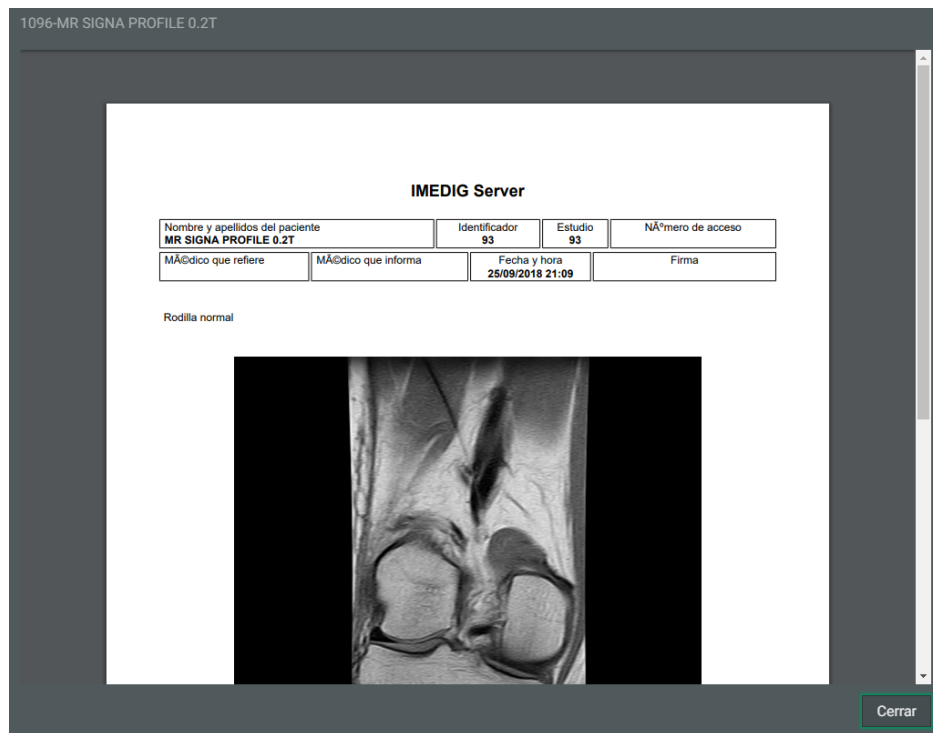 1096-MR SIGNA PROFILE 0.2T
IMEDIG Server
Nombre y apellidos del paciente
MR SIGNA PROFILE 0.2T
Identificador
93
Estudio
93
NÃºmero de acceso
MÃ©dico que refiere
MÃ©dico que informa
Fecha y hora
25/09/2018 21:09
Firma
Rodilla normal
Cerrar